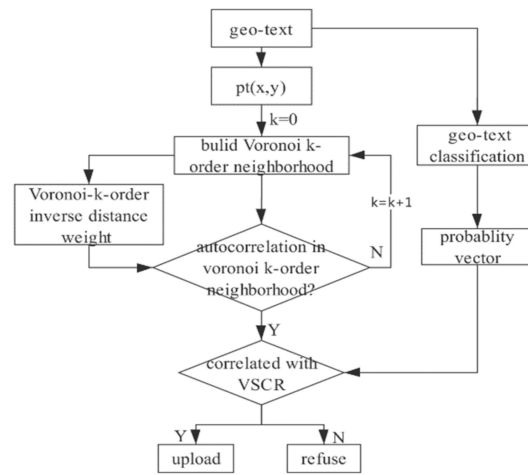 geo-text
pt(x,y)
k=0
bulid Voronoi k-
order neighborhood
geo-text
classification
Voronoi-k-order
inverse distance
weight
k=k+1
autocorrelation in
voronoi k-order
neighborhood?
N
probablity
vector
Y
correlated with
VSCR
Y
N
upload
refuse